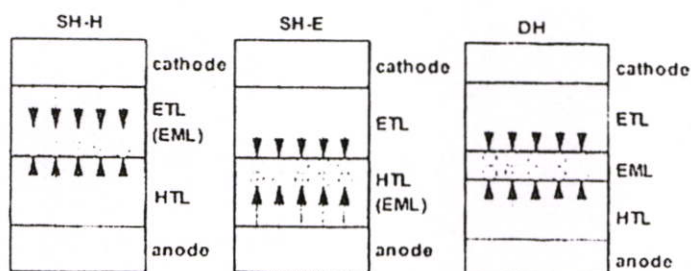 SH-H
cathode
ETL
(EML)
HTL
anode
SH-E
cathode
ETL
HTL
(EML)
anode
DH
cathode
ETL
EML
HTL
anode